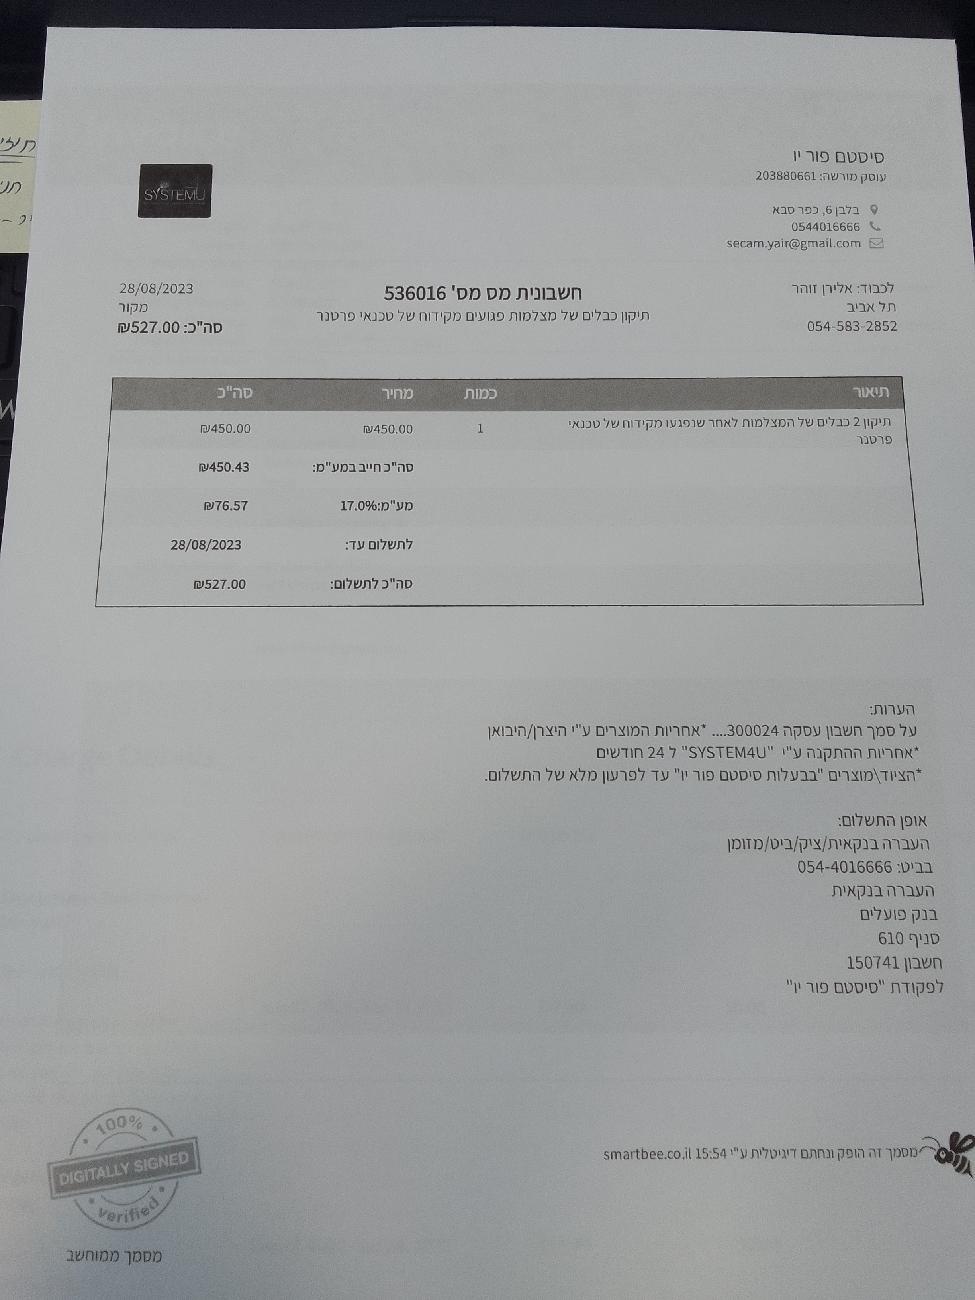 סיסטם פור יו
עוסק מורשה: 203880661
בלבן 6, כפר סבא
0544016666
secam.yair@gmail.com
SYSTEM4U
לכבוד: אלירן זוהר
תל אביב
054-583-2852
חשבונית מס מס' 536016
תיקון כבלים של מצלמות פגועים מקידוח של טכנאי פרטנר
28/08/2023
מקור
סה"כ: ₪527.00
תיאור כמות מחיר סה"כ
תיקון 2 כבלים של המצלמות לאחר שנפגעו מקידוח של טכנאי 1 ₪450.00 ₪450.00
פרטנר
סה"כ חייב במע"מ: ₪450.43
מע"מ:17.0% ₪76.57
לתשלום עד: 28/08/2023
סה"כ לתשלום: ₪527.00
הערות:
על סמך חשבון עסקה 300024.... *אחריות המוצרים ע"י היצרן/היבואן
*אחריות ההתקנה ע"י "SYSTEM4U" ל 24 חודשים
*הציוד\מוצרים "בבעלות סיסטם פור יו" עד לפרעון מלא של התשלום.
אופן התשלום:
העברה בנקאית/ציק/ביט/מזומן
בביט: 054-4016666
העברה בנקאית
בנק פועלים
סניף 610
חשבון 150741
לפקודת "סיסטם פור יו"
מסמך זה הופק ונחתם דיגיטלית ע"י smartbee.co.il 15:54
100%
DIGITALLY SIGNED
verified
מסמך ממוחשב